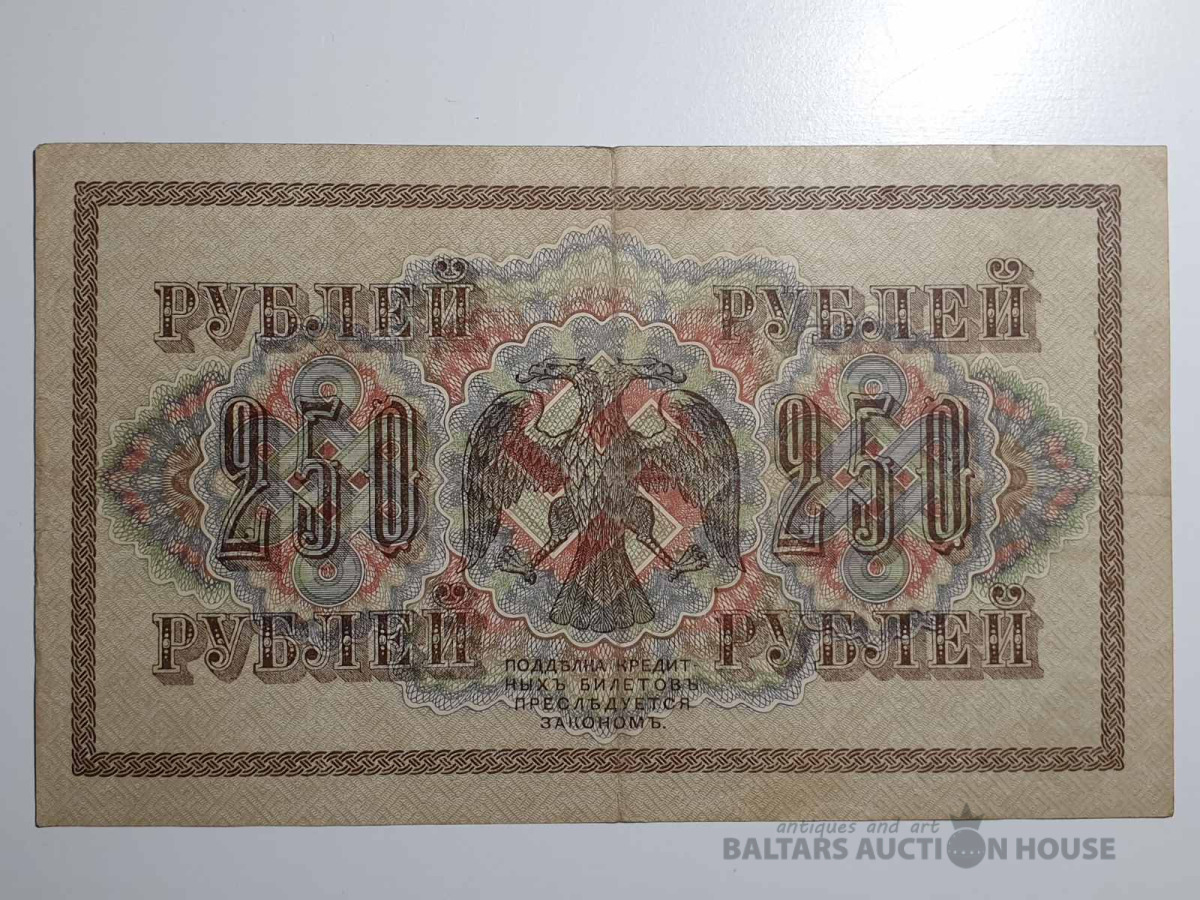 РУБЛЕЙ РУБЛЕЙ
250 250
РУБЛЕЙ РУБЛЕЙ
ПОДДѢЛКА КРЕДИТ-
НЫХЪ БИЛЕТОВЪ
ПРЕСЛѢДУЕТСЯ
ЗАКОНОМЪ.
antiques and art
BALTARS AUCTION HOUSE